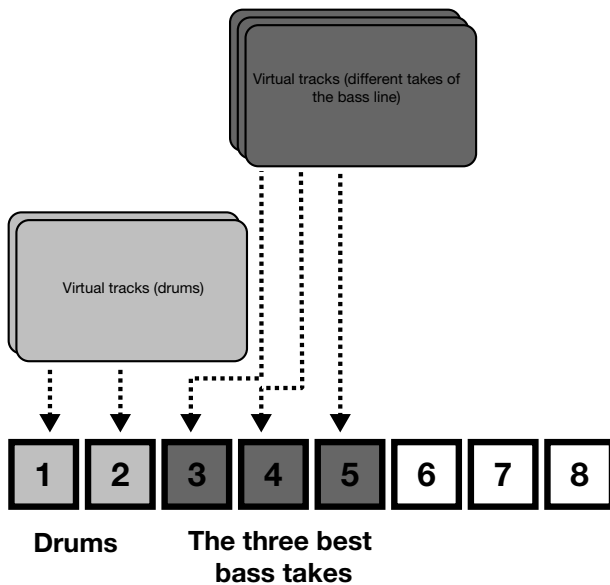 Virtual tracks (different takes of
the bass line)
Virtual tracks (drums)
1 2 3 4 5 6 7 8
Drums
The three best
bass takes